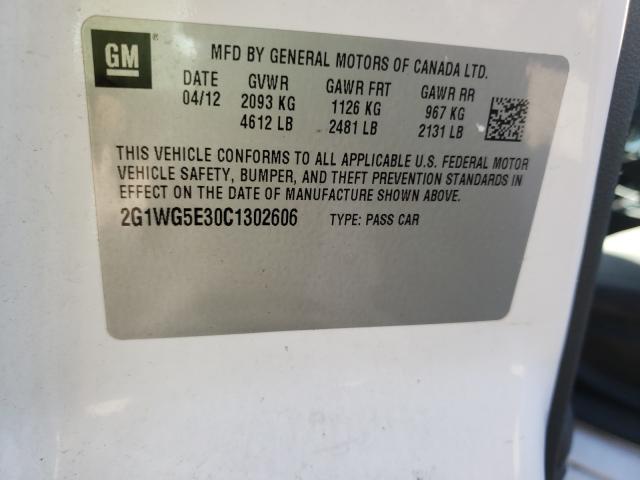 GM ®
MFD BY GENERAL MOTORS OF CANADA LTD.
DATE GVWR GAWR FRT GAWR RR
04/12 2093 KG 1126 KG 967 KG
4612 LB 2481 LB 2131 LB
THIS VEHICLE CONFORMS TO ALL APPLICABLE U.S. FEDERAL MOTOR
VEHICLE SAFETY, BUMPER, AND THEFT PREVENTION STANDARDS IN
EFFECT ON THE DATE OF MANUFACTURE SHOWN ABOVE.
2G1WG5E30C1302606 TYPE: PASS CAR